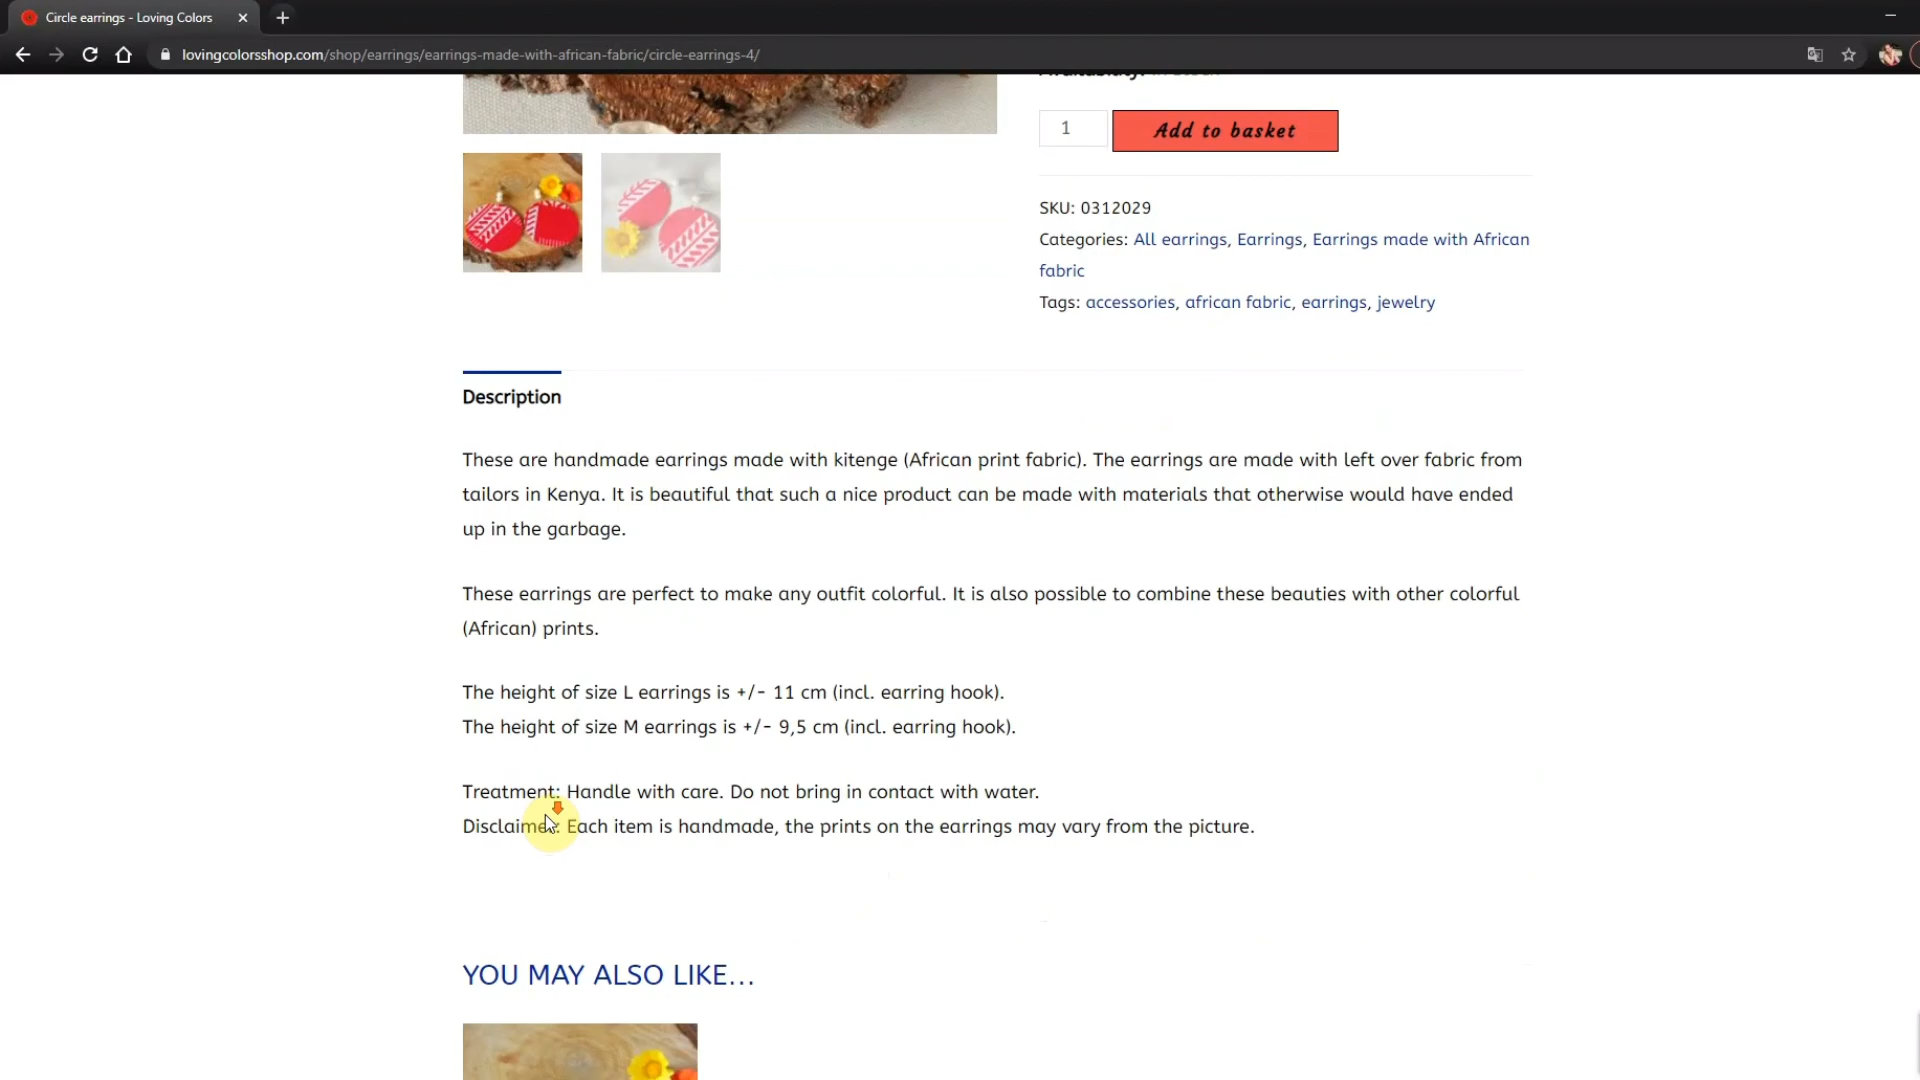 Circle earrings - Loving Colors
lovingcolorsshop.com/shop/earrings/earrings-made-with-african-fabric/circle-earrings-4/
1
Add to basket
SKU: 0312029
Categories: All earrings, Earrings, Earrings made with African
fabric
Tags: accessories, african fabric, earrings, jewelry
Description
These are handmade earrings made with kitenge (African print fabric). The earrings are made with left over fabric from
tailors in Kenya. It is beautiful that such a nice product can be made with materials that otherwise would have ended
up in the garbage.
These earrings are perfect to make any outfit colorful. It is also possible to combine these beauties with other colorful
(African) prints.
The height of size L earrings is +/- 11 cm (incl. earring hook).
The height of size M earrings is +/- 9,5 cm (incl. earring hook).
Treatment: Handle with care. Do not bring in contact with water.
Disclaimer: Each item is handmade, the prints on the earrings may vary from the picture.
YOU MAY ALSO LIKE…